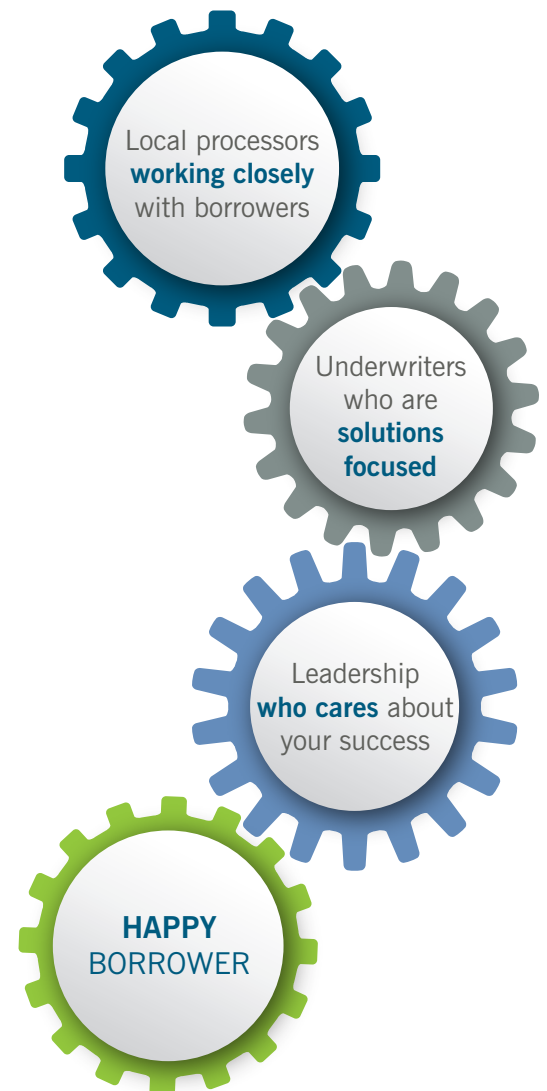 Local processors
working closely
with borrowers
Underwriters
who are
solutions
focused
Leadership
who cares about
your success
HAPPY
BORROWER